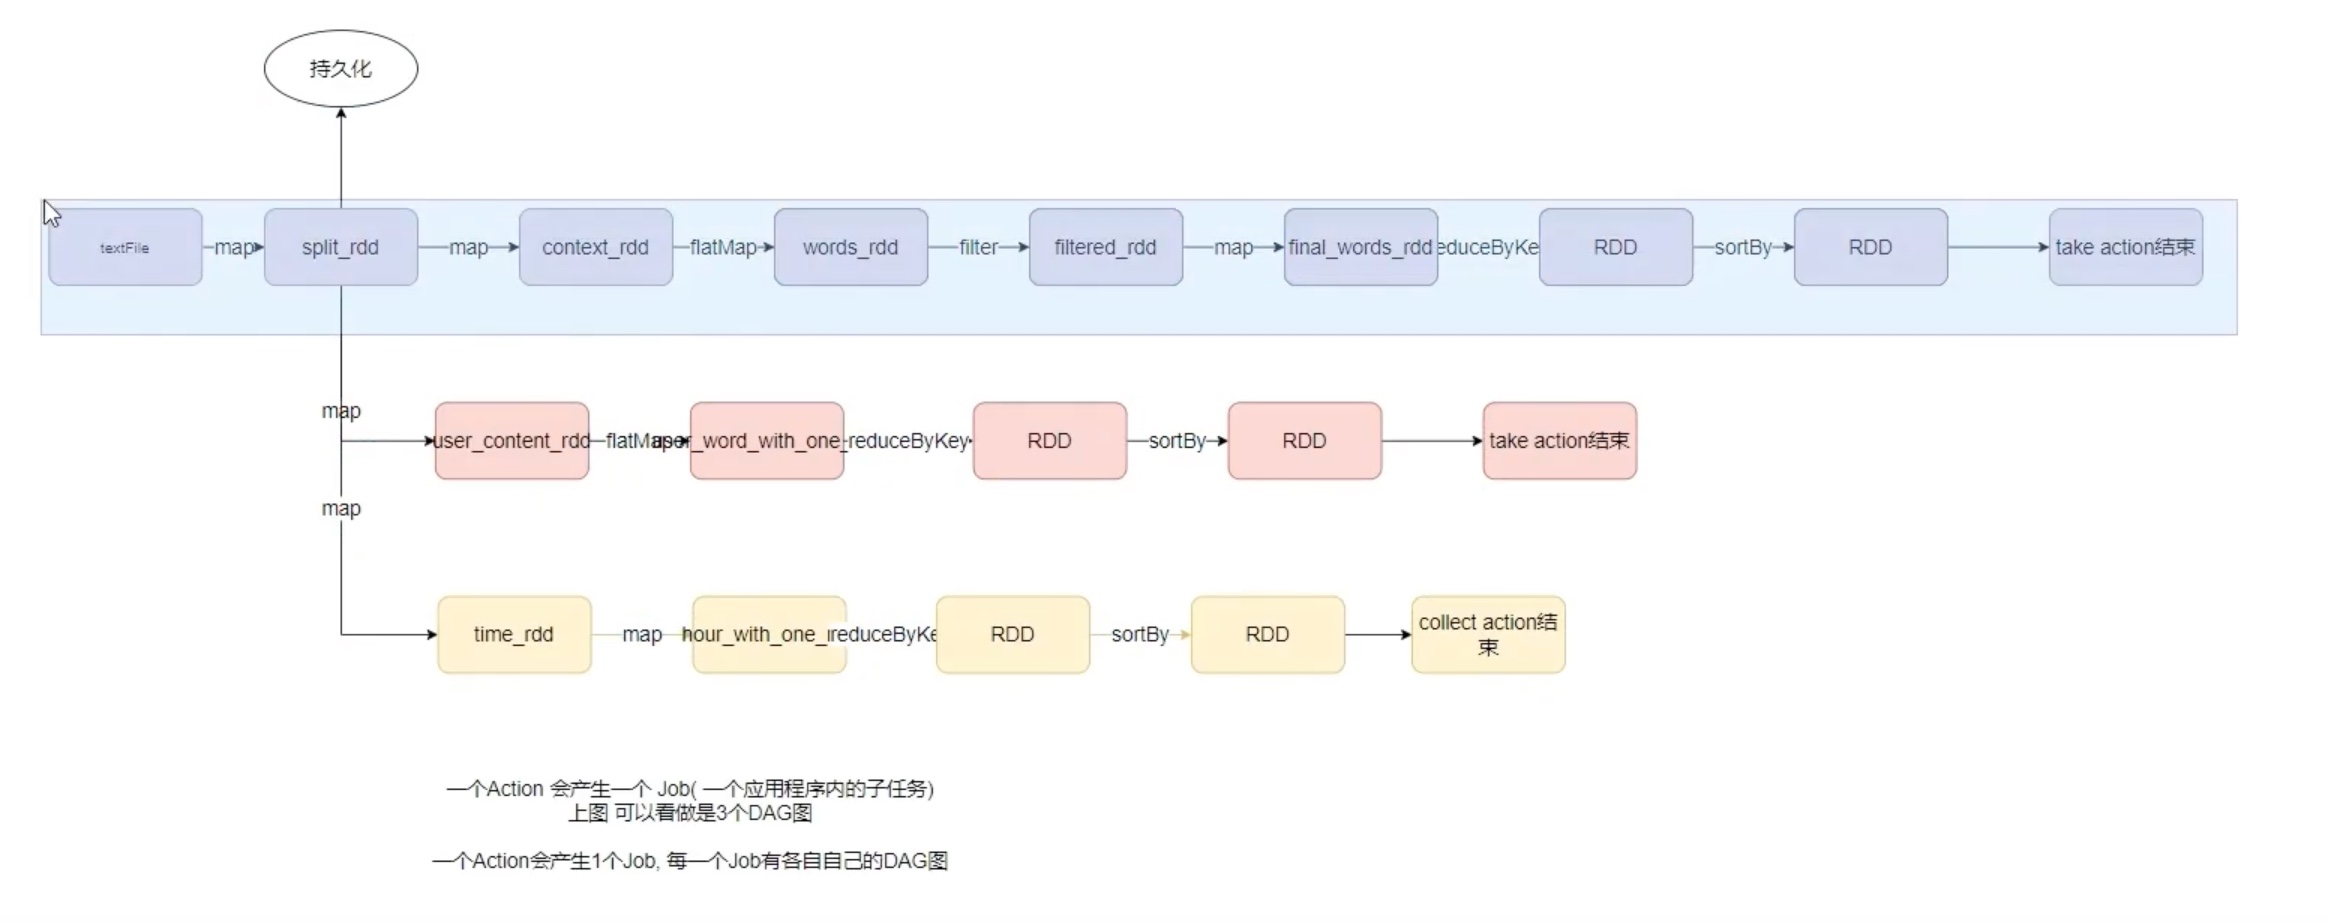 持久化
textFile
map
split_rdd
map
context_rdd
flatMap
words_rdd
filter
filtered_rdd
map
final_words_rdd
educeByKe
RDD
sortBy
RDD
take action结束
map
user_content_rdd
flatMap
er_word_with_one_
reduceByKey
RDD
sortBy
RDD
take action结束
map
time_rdd
map
hour_with_one_
reduceByKe
RDD
sortBy
RDD
collect action结
束
一个Action 会产生一个 Job( 一个应用程序内的子任务)
上图 可以看做是3个DAG图
一个Action会产生1个Job, 每一个Job有各自自己的DAG图